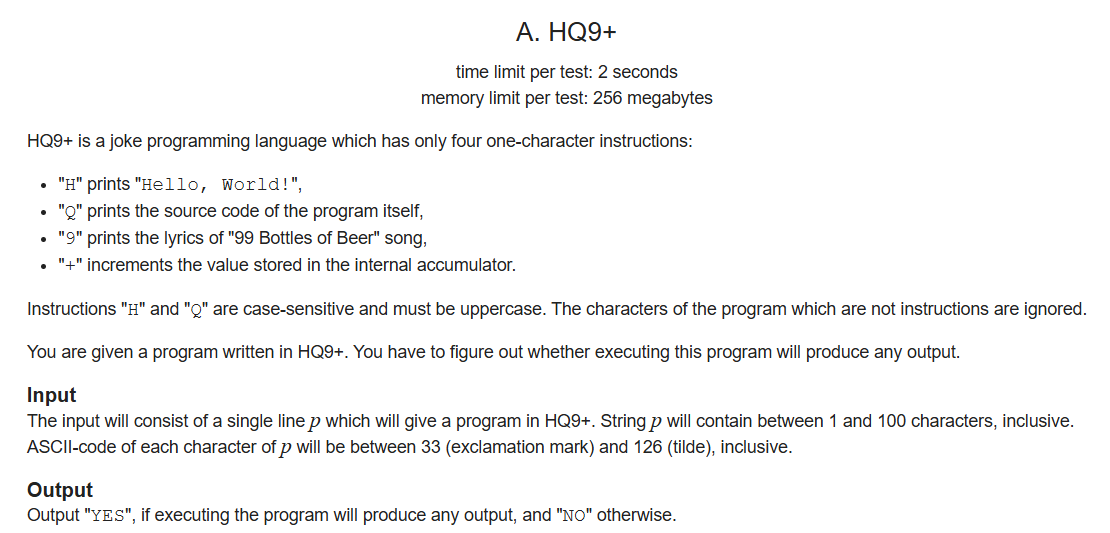 A. HQ9+
time limit per test: 2 seconds
memory limit per test: 256 megabytes
HQ9+ is a joke programming language which has only four one-character instructions:
• "H" prints "Hello, World!",
• "Q" prints the source code of the program itself,
• "9" prints the lyrics of "99 Bottles of Beer" song,
• "+" increments the value stored in the internal accumulator.
Instructions "H" and "Q" are case-sensitive and must be uppercase. The characters of the program which are not instructions are ignored.
You are given a program written in HQ9+. You have to figure out whether executing this program will produce any output.
Input
The input will consist of a single line p which will give a program in HQ9+. String p will contain between 1 and 100 characters, inclusive.
ASCII-code of each character of p will be between 33 (exclamation mark) and 126 (tilde), inclusive.
Output
Output "YES", if executing the program will produce any output, and "NO" otherwise.